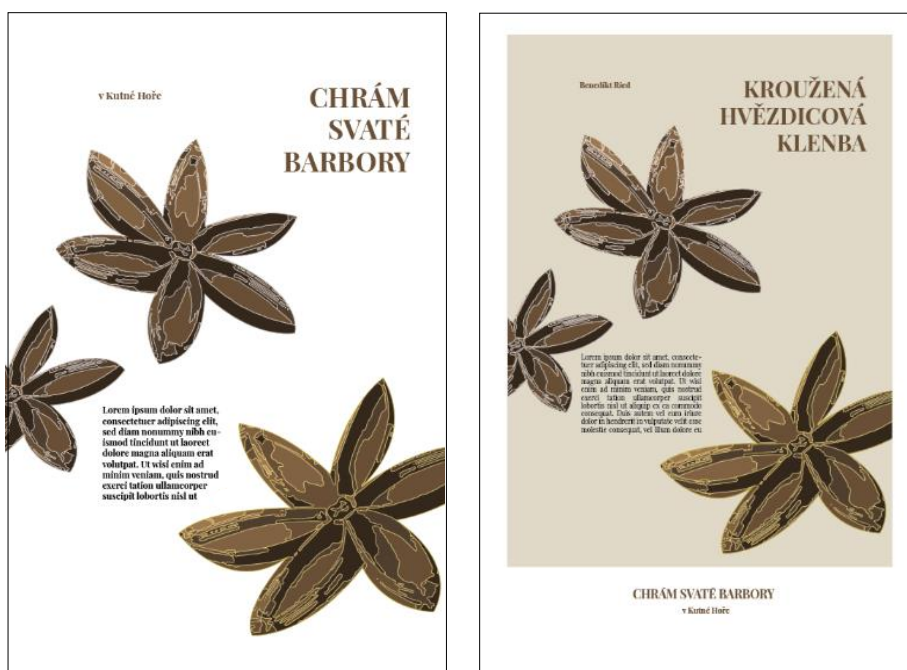 v Kutné Hoře
CHRÁM
SVATÉ
BARBORY
Lorem ipsum dolor sit amet,
consectetuer adipiscing elit,
sed diam nonummy nibh eu-
ismod tincidunt ut laoreet
dolore magna aliquam erat
volutpat. Ut wisi enim ad
minim veniam, quis nostrud
exerci tation ullamcorper
suscipit lobortis nisl ut
Benedikt Ried
KROUŽENÁ
HVĚZDICOVÁ
KLENBA
Lorem ipsum dolor sit amet, consecte-
tuer adipiscing elit, sed diam nonummy
nibh euismod tincidunt ut laoreet dolore
magna aliquam erat volutpat. Ut wisi
enim ad minim veniam, quis nostrud
exerci tation ullamcorper suscipit
lobortis nisl ut aliquip ex ea commodo
consequat. Duis autem vel eum iriure
dolor in hendrerit in vulputate velit esse
molestie consequat, vel illum dolore eu
CHRÁM SVATÉ BARBORY
v Kutné Hoře